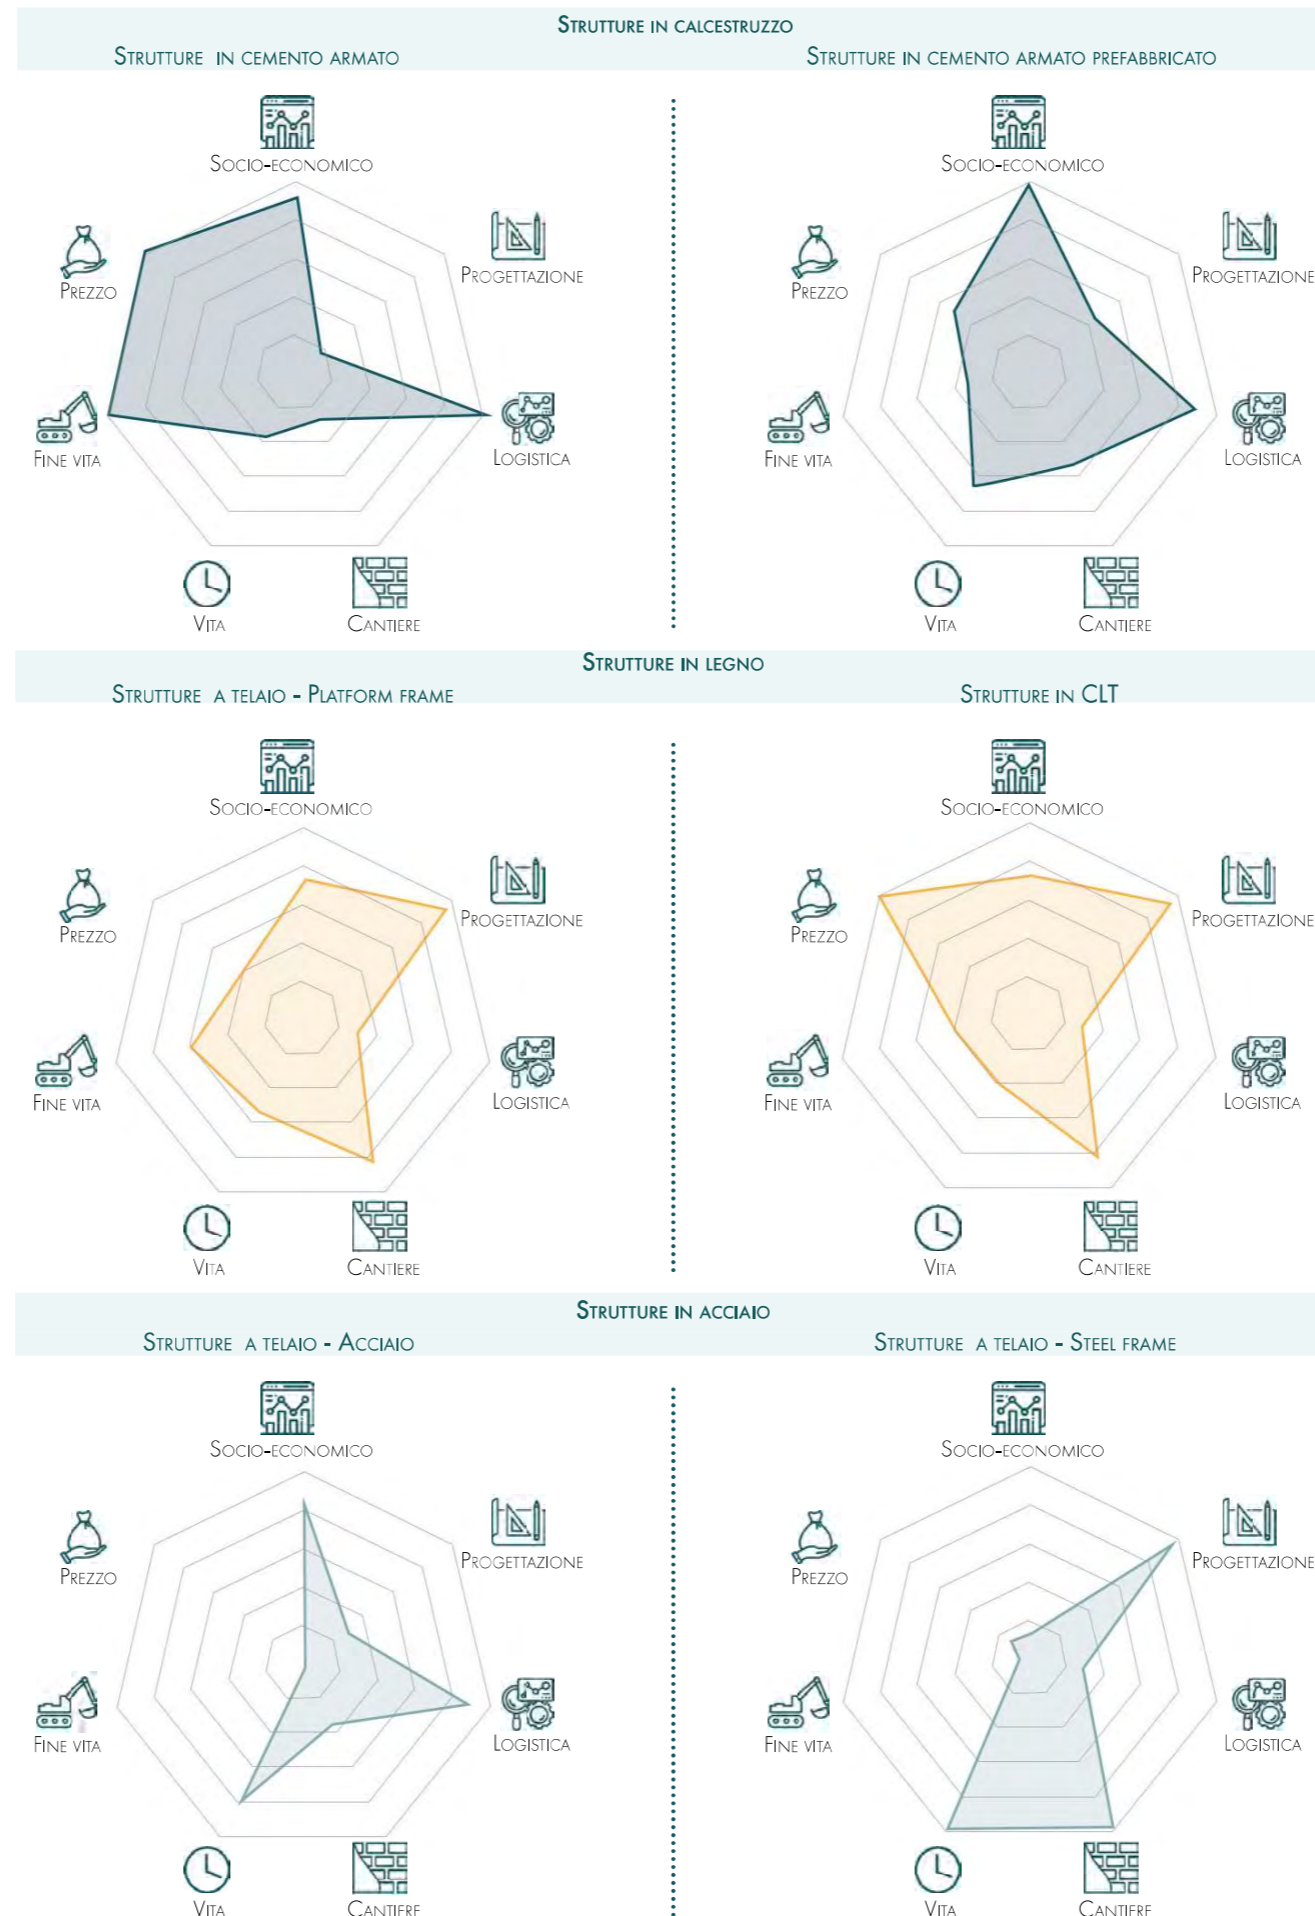 Strutture in calcestruzzo
Strutture in cemento armato
Strutture in cemento armato prefabbricato
Socio-economico
Progettazione
Prezzo
Fine vita
Logistica
Vita
Cantiere
Socio-economico
Progettazione
Prezzo
Fine vita
Logistica
Vita
Cantiere
Strutture in legno
Strutture a telaio - Platform frame
Strutture in CLT
Socio-economico
Progettazione
Prezzo
Fine vita
Logistica
Vita
Cantiere
Socio-economico
Progettazione
Prezzo
Fine vita
Logistica
Vita
Cantiere
Strutture in acciaio
Strutture a telaio - Acciaio
Strutture a telaio - Steel frame
Socio-economico
Progettazione
Prezzo
Fine vita
Logistica
Vita
Cantiere
Socio-economico
Progettazione
Prezzo
Fine vita
Logistica
Vita
Cantiere